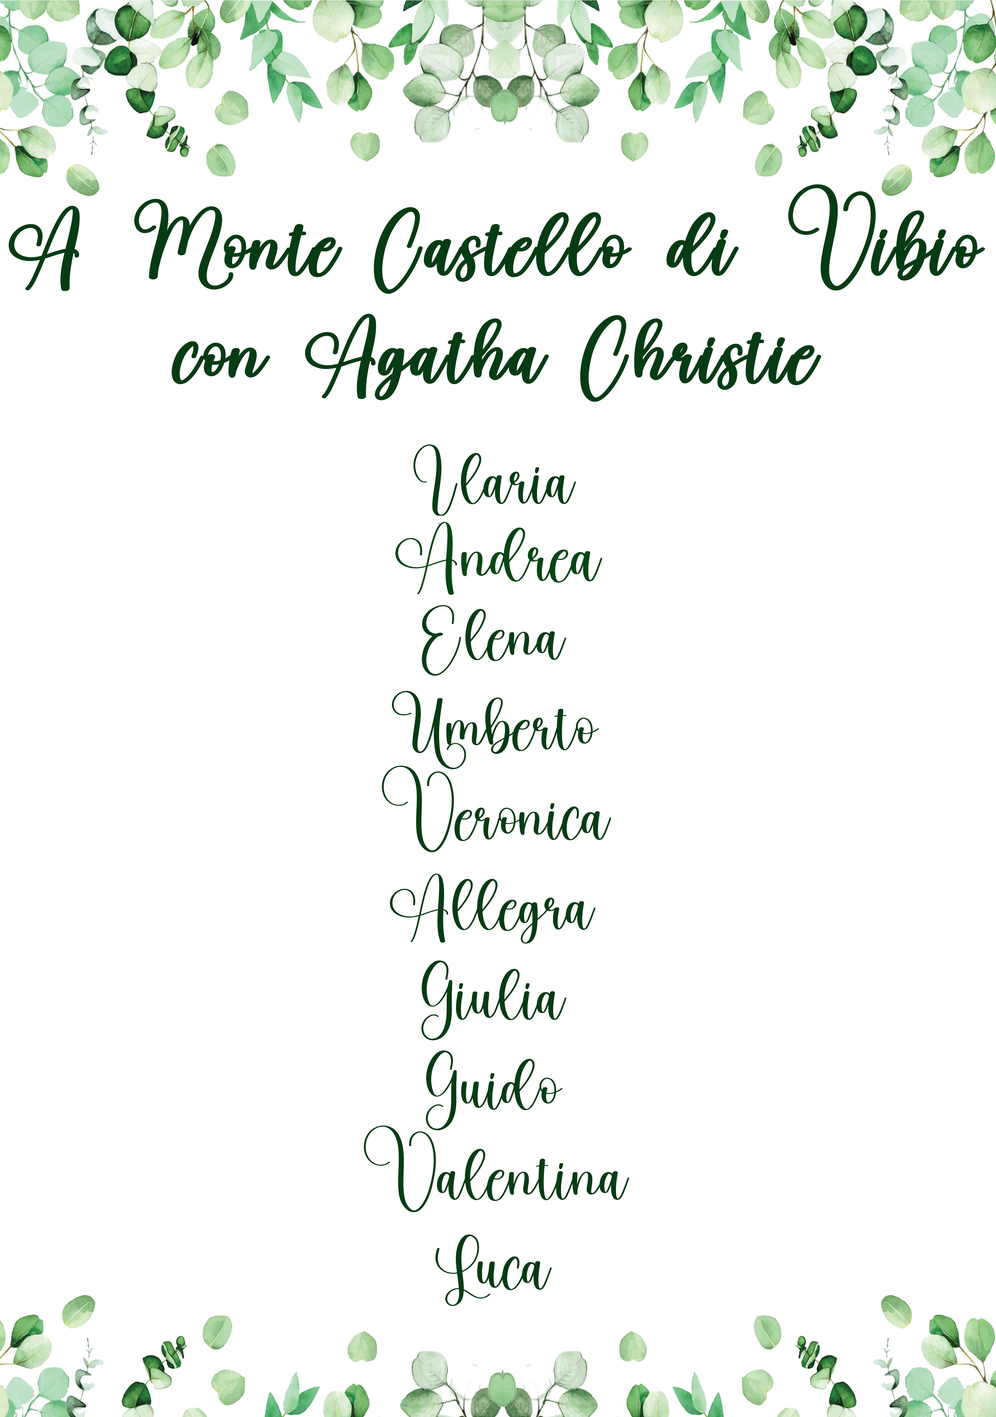 A Monte Castello di Vibio
con Agatha Christie
Ilaria
Andrea
Elena
Umberto
Veronica
Allegra
Giulia
Guido
Valentina
Luca